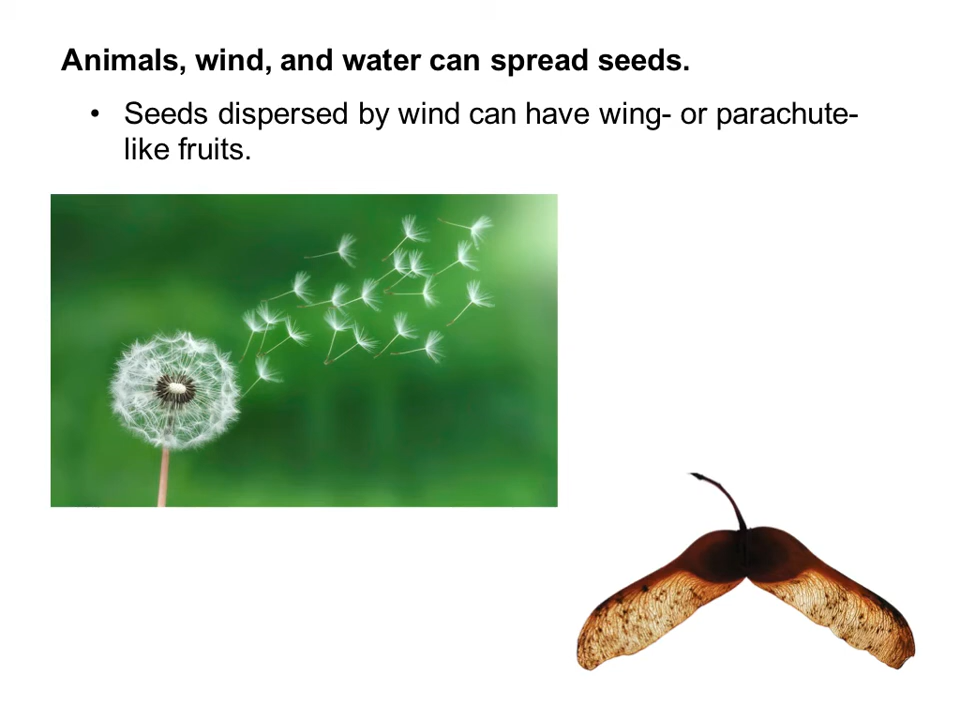 Animals, wind, and water can spread seeds.
• Seeds dispersed by wind can have wing- or parachute-
like fruits.